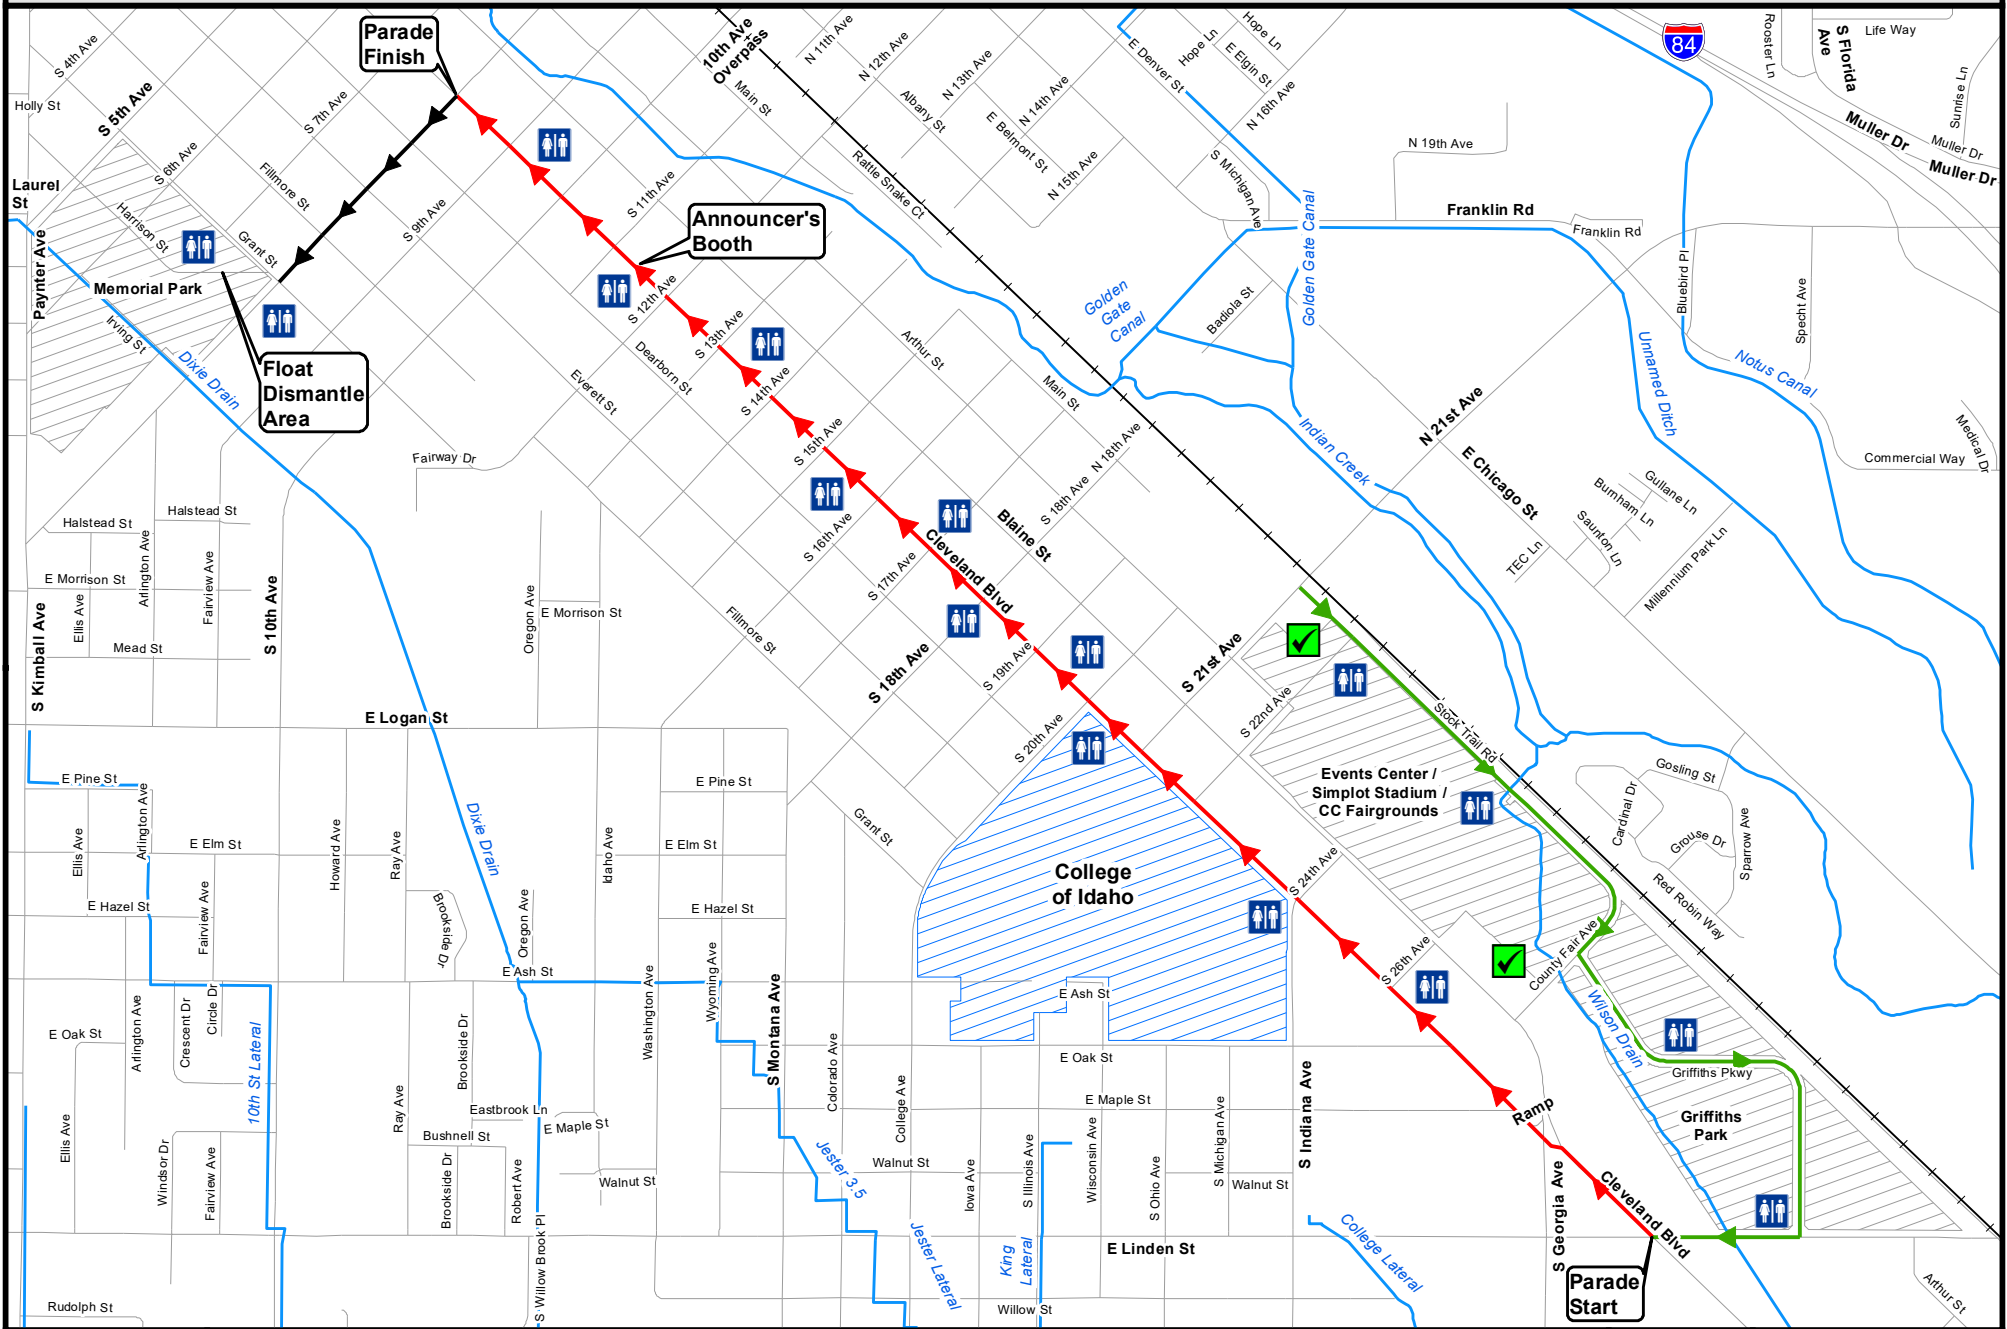 Parade
Finish
10th Ave
Overpass
N 11th Ave
N 12th Ave
N 13th Ave
N 14th Ave
N 15th Ave
N 16th Ave
E Denver St
Hope Ln
Hope Ln
E Elgin St
84
Rooster Ln
S Florida
Ave
Life Way
Sunrise Ln
Muller Dr
Muller Dr
Muller Dr
S 4th Ave
Holly St
S 5th Ave
S 7th Ave
S 6th Ave
Main St
Albany St
E Belmont St
N 19th Ave
S Michigan Ave
Franklin Rd
Franklin Rd
Rattle Snake Ct
Laurel
St
Fillmore St
Harrison St
Grant St
S 9th Ave
S 11th Ave
Announcer's
Booth
Paynter Ave
Memorial Park
Irving St
Dixie Drain
Float
Dismantle
Area
S 12th Ave
S 13th Ave
S 14th Ave
S 15th Ave
Dearborn St
Everett St
Arthur St
Main St
Golden
Gate
Canal
Golden Gate Canal
Badiola St
Bluebird Pl
Specht Ave
Unnamed Ditch
Notus Canal
Medical Dr
Commercial Way
N 21st Ave
E Chicago St
Indian Creek
N 18th Ave
S 18th Ave
Blaine St
Gullane Ln
Burnham Ln
Saunton Ln
TEC Ln
Millennium Park Ln
Fairway Dr
Halstead St
Halstead St
Arlington Ave
Fairview Ave
E Morrison St
Ellis Ave
Mead St
S Kimball Ave
S 10th Ave
Oregon Ave
E Morrison St
S 16th Ave
S 17th Ave
Cleveland Blvd
Fillmore St
S 18th Ave
S 19th Ave
S 20th Ave
S 21st Ave
S 22nd Ave
Stock Trail Rd
Events Center /
Simplot Stadium /
CC Fairgrounds
Gosling St
Cardinal Dr
Grouse Dr
Sparrow Ave
Red Robin Way
E Logan St
E Pine St
Arlington Ave
Ellis Ave
E Elm St
Howard Ave
Ray Ave
Dixie Drain
Idaho Ave
E Pine St
E Elm St
Grant St
College
of Idaho
S 24th Ave
S 26th Ave
County Fair Ave
E Hazel St
Fairview Ave
Brookside Dr
Oregon Ave
E Hazel St
E Ash St
Washington Ave
Wyoming Ave
S Montana Ave
E Ash St
Wilson Drain
Griffiths Pkwy
Griffiths
Park
E Oak St
Arlington Ave
Crescent Dr
Circle Dr
10th St Lateral
Brookside Dr
Ray Ave
Colorado Ave
College Ave
E Oak St
E Maple St
S Indiana Ave
Ramp
Ellis Ave
Windsor Dr
Fairview Ave
Eastbrook Ln
Bushnell St
E Maple St
Brookside Dr
Robert Ave
Walnut St
Jester 3.5
Walnut St
Iowa Ave
S Illinois Ave
Wisconsin Ave
S Ohio Ave
S Michigan Ave
Walnut St
S Georgia Ave
Cleveland Blvd
S Willow Brook Pl
Jester Lateral
King
Lateral
E Linden St
College Lateral
Parade
Start
Arthur St
Rudolph St
Willow St